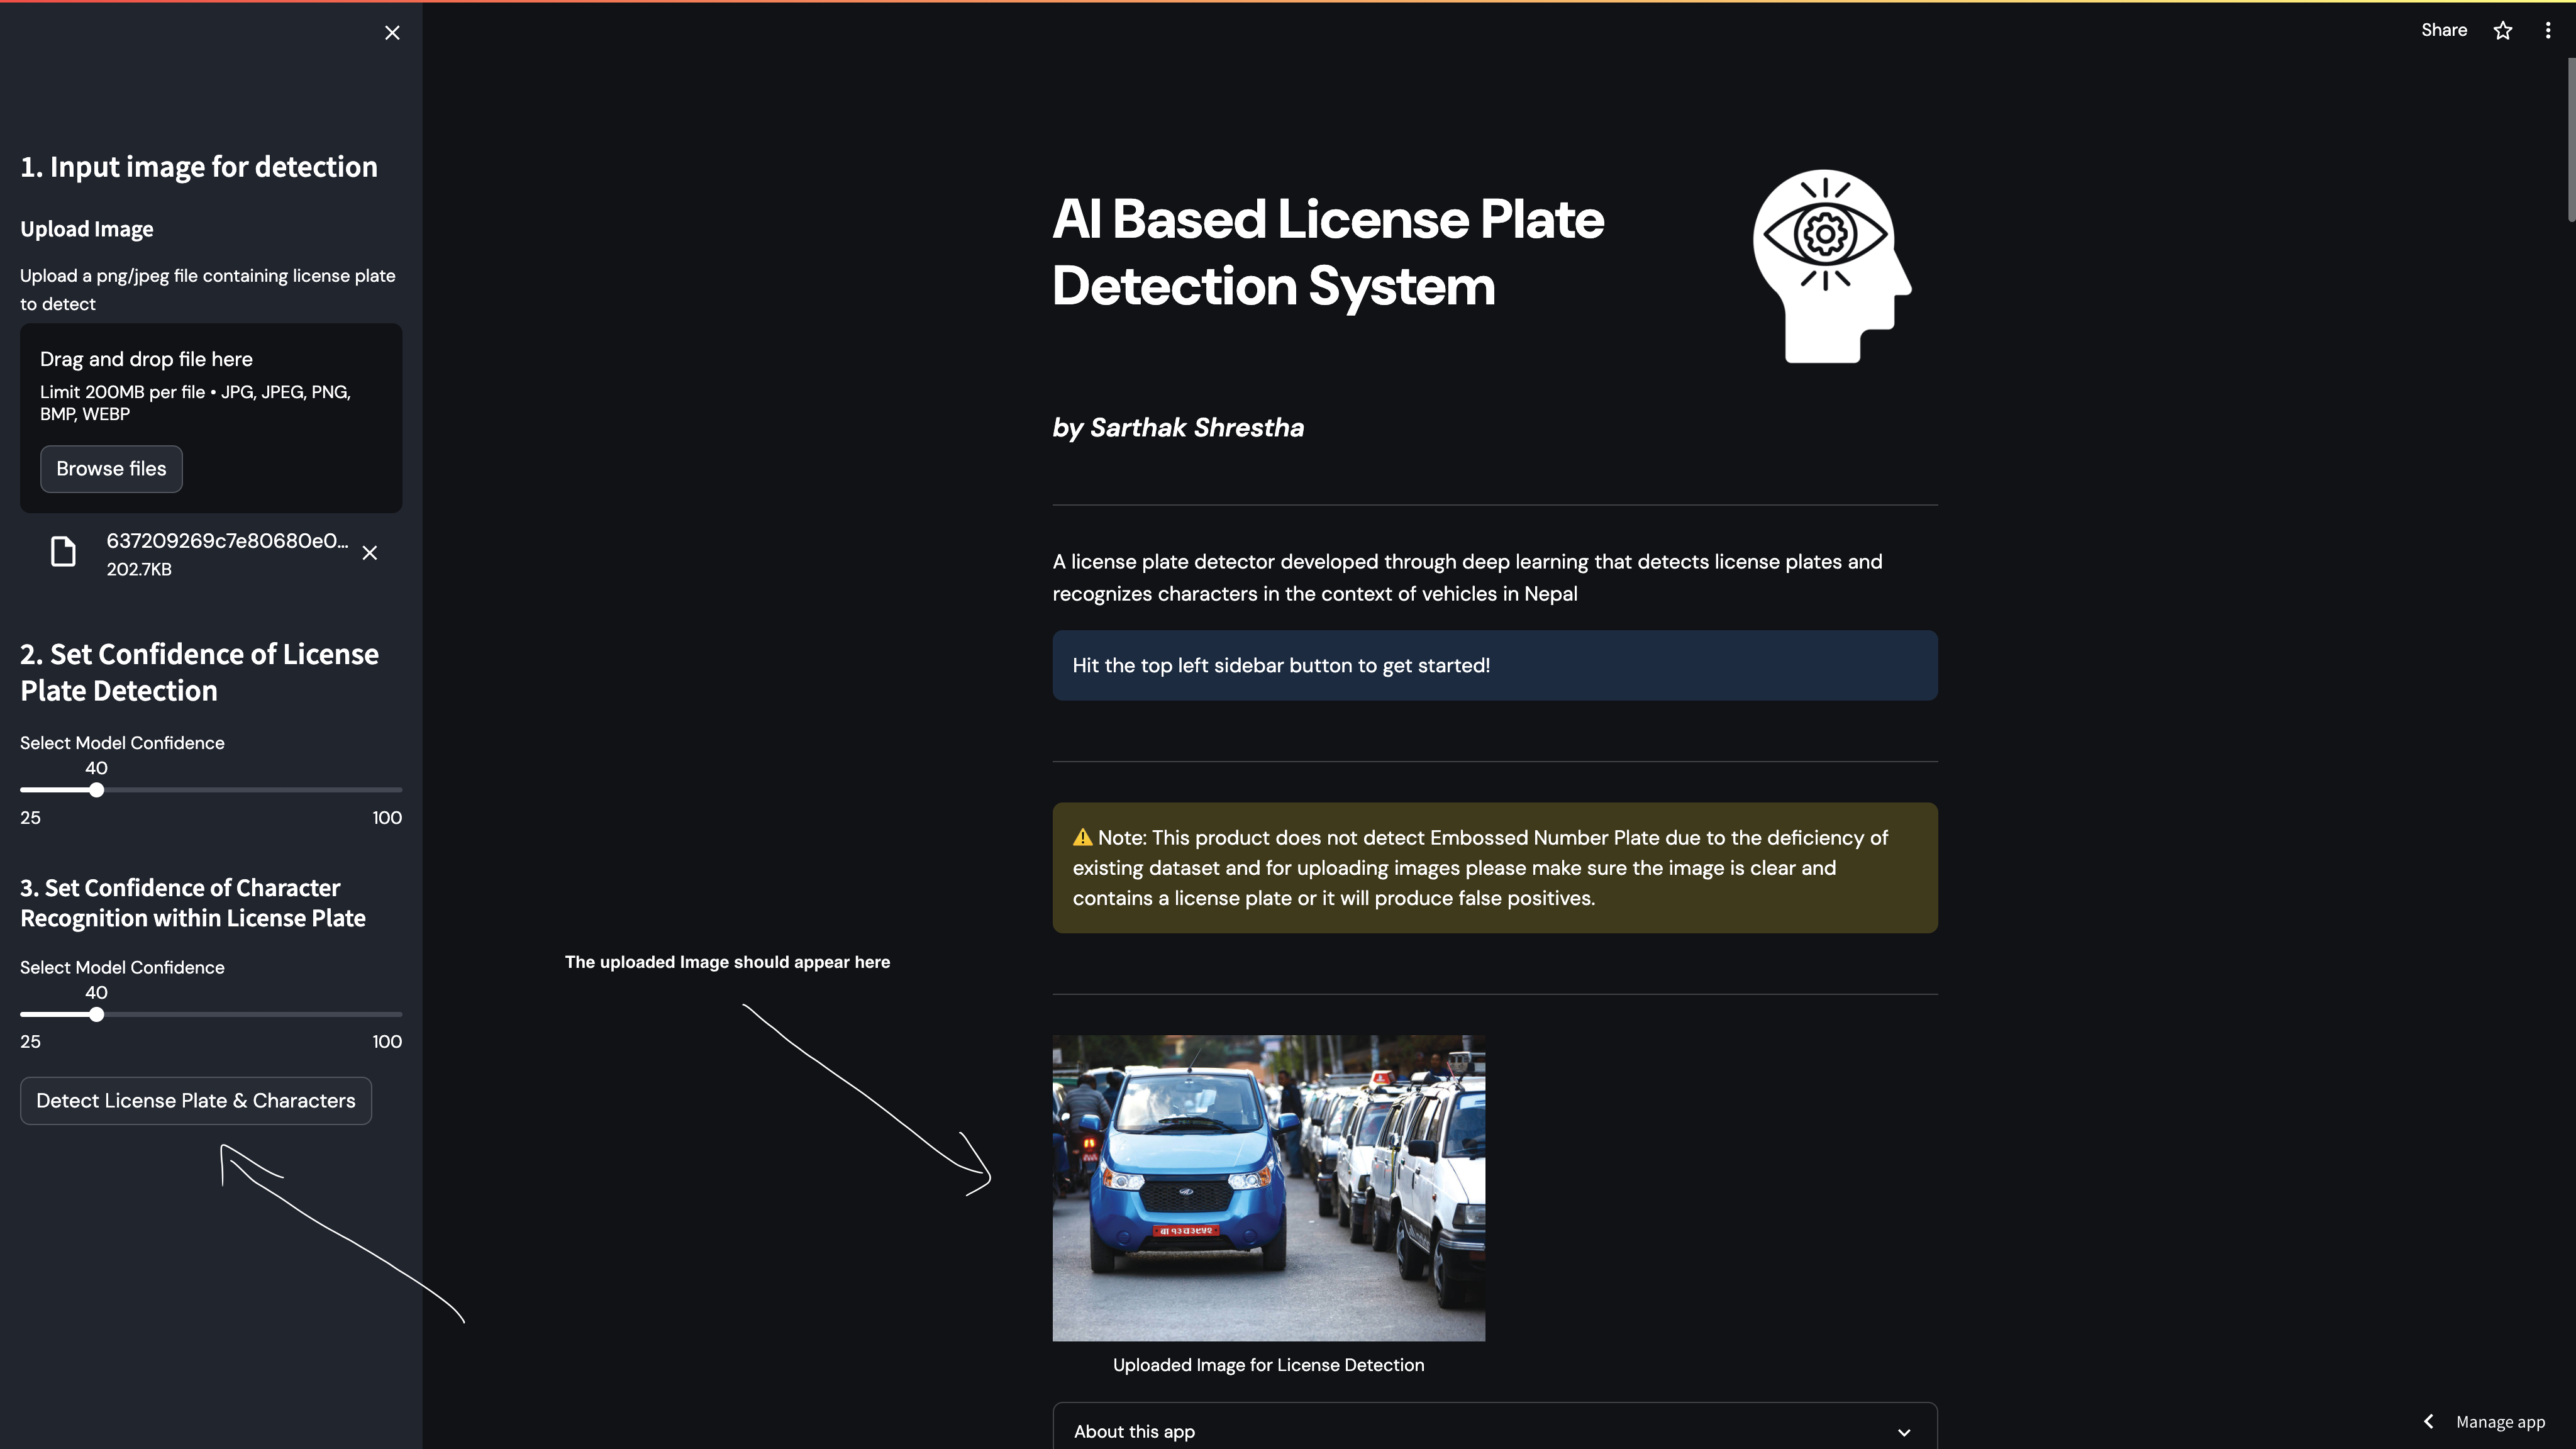 Share
1. Input image for detection
Upload Image
Upload a png/jpeg file containing license plate
to detect
Drag and drop file here
Limit 200MB per file • JPG, JPEG, PNG,
BMP, WEBP
Browse files
637209269c7e80680e0...
202.7KB
2. Set Confidence of License
Plate Detection
Select Model Confidence
40
25 100
3. Set Confidence of Character
Recognition within License Plate
Select Model Confidence
40
25 100
Detect License Plate & Characters
AI Based License Plate
Detection System
by Sarthak Shrestha
A license plate detector developed through deep learning that detects license plates and
recognizes characters in the context of vehicles in Nepal
Hit the top left sidebar button to get started!
⚠️ Note: This product does not detect Embossed Number Plate due to the deficiency of
existing dataset and for uploading images please make sure the image is clear and
contains a license plate or it will produce false positives.
The uploaded Image should appear here
Uploaded Image for License Detection
About this app
Manage app